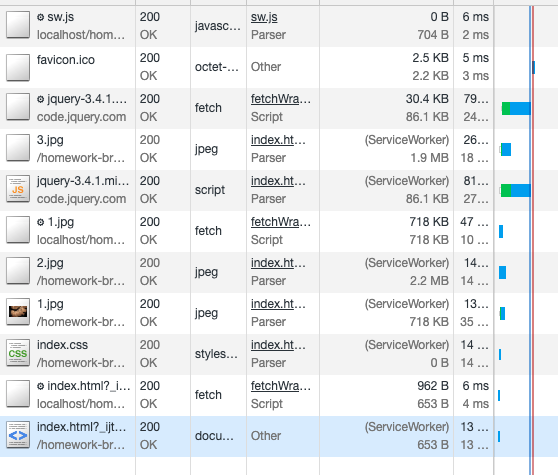 ⚙ sw.js 200 javasc... sw.js 0 B 6 ms
localhost/hom... OK Parser 704 B 2 ms
favicon.ico 200 octet-... Other 2.5 KB 5 ms
OK 2.2 KB 3 ms
⚙ jquery-3.4.1.... 200 fetch fetchWra... 30.4 KB 79...
code.jquery.com OK Script 86.1 KB 24...
3.jpg 200 jpeg index.ht... (ServiceWorker) 26...
/homework-br... OK Parser 1.9 MB 18 ...
jquery-3.4.1.mi... 200 script index.ht... (ServiceWorker) 81...
code.jquery.com OK Parser 86.1 KB 27...
⚙ 1.jpg 200 fetch fetchWra... 718 KB 47 ...
localhost/hom... OK Script 718 KB 10 ...
2.jpg 200 jpeg index.ht... (ServiceWorker) 14...
/homework-br... OK Parser 2.2 MB 14 ...
1.jpg 200 jpeg index.ht... (ServiceWorker) 13...
/homework-br... OK Parser 718 KB 35 ...
index.css 200 styles... index.ht... (ServiceWorker) 14 ...
/homework-br... OK Parser 0 B 14 ...
⚙ index.html?_i... 200 fetch fetchWra... 962 B 6 ms
localhost/hom... OK Script 653 B 4 ms
index.html?_ijt... 200 docu... Other (ServiceWorker) 13 ...
/homework-br... OK 653 B 13 ...
JS
CSS